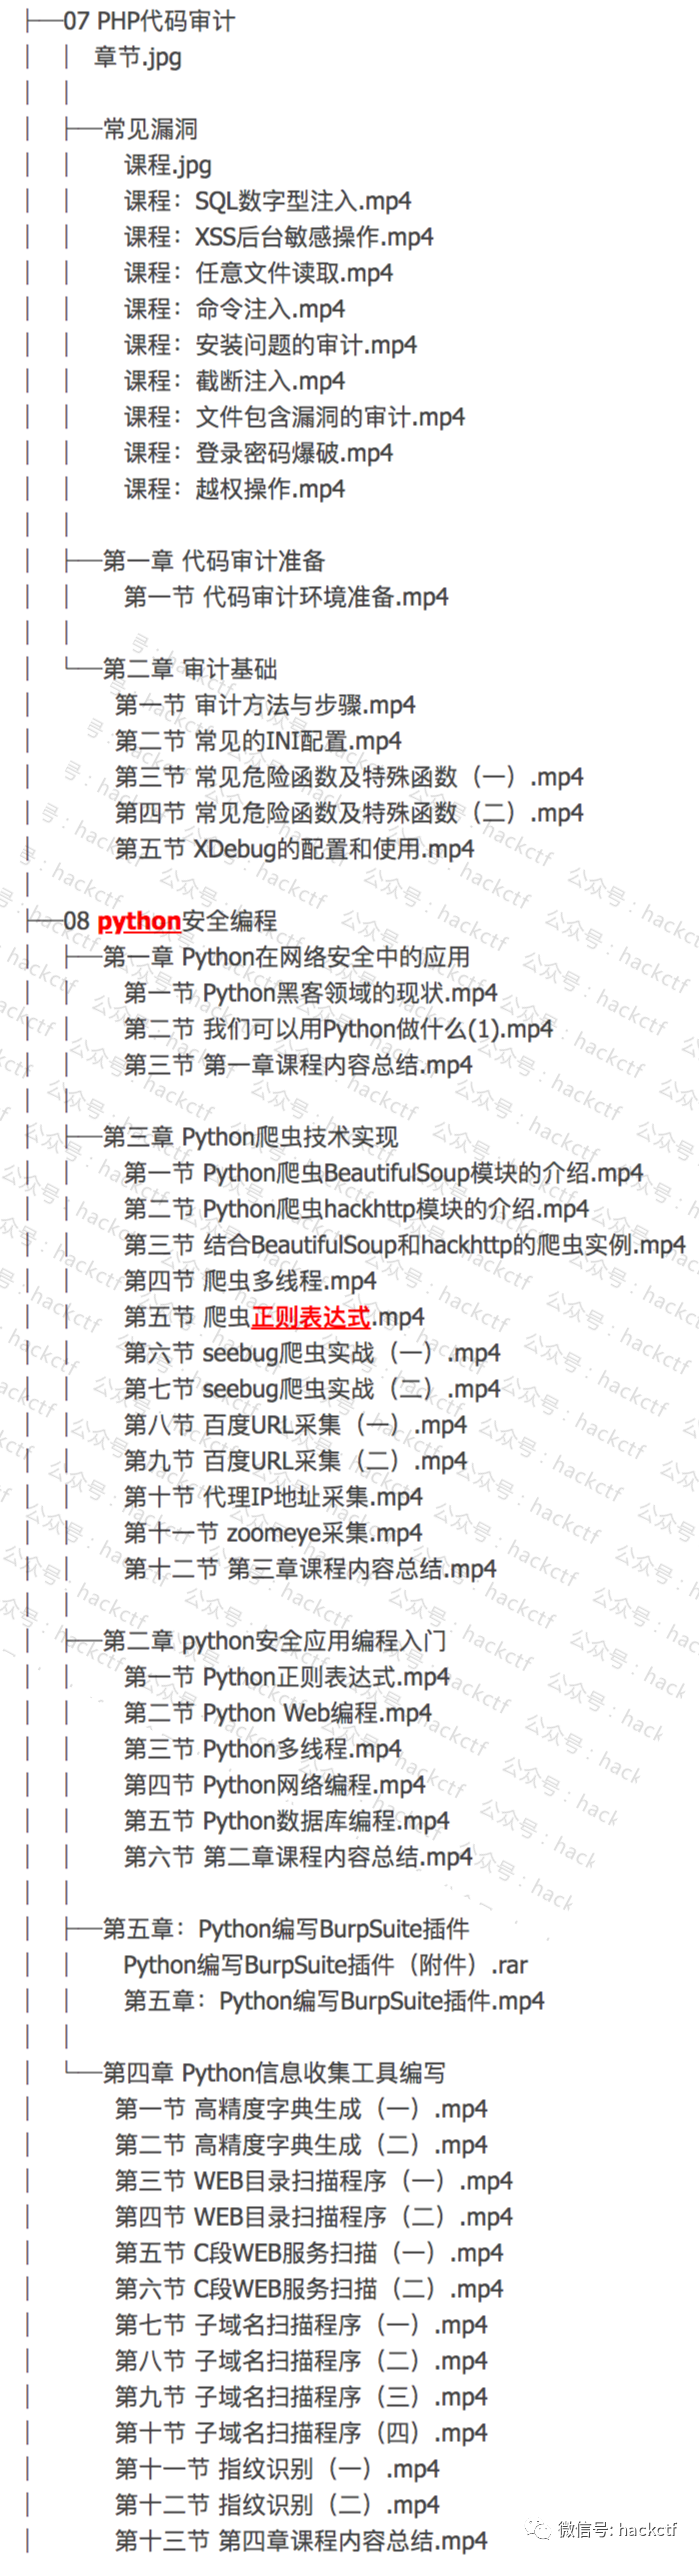 ├──07 PHP代码审计
│  │  章节.jpg
│  │
│  ├──常见漏洞
│  │      课程.jpg
│  │      课程：SQL数字型注入.mp4
│  │      课程：XSS后台敏感操作.mp4
│  │      课程：任意文件读取.mp4
│  │      课程：命令注入.mp4
│  │      课程：安装问题的审计.mp4
│  │      课程：截断注入.mp4
│  │      课程：文件包含漏洞的审计.mp4
│  │      课程：登录密码爆破.mp4
│  │      课程：越权操作.mp4
│  │
│  ├──第一章 代码审计准备
│  │      第一节 代码审计环境准备.mp4
│  │
│  └──第二章 审计基础
│          第一节 审计方法与步骤.mp4
│          第二节 常见的INI配置.mp4
│          第三节 常见危险函数及特殊函数（一）.mp4
│          第四节 常见危险函数及特殊函数（二）.mp4
│          第五节 XDebug的配置和使用.mp4
│
├──08 python安全编程
│  ├──第一章 Python在网络安全中的应用
│  │      第一节 Python黑客领域的现状.mp4
│  │      第二节 我们可以用Python做什么(1).mp4
│  │      第三节 第一章课程内容总结.mp4
│  │
│  ├──第三章 Python爬虫技术实现
│  │      第一节 Python爬虫BeautifulSoup模块的介绍.mp4
│  │      第二节 Python爬虫hackhttp模块的介绍.mp4
│  │      第三节 结合BeautifulSoup和hackhttp的爬虫实例.mp4
│  │      第四节 爬虫多线程.mp4
│  │      第五节 爬虫正则表达式.mp4
│  │      第六节 seebug爬虫实战（一）.mp4
│  │      第七节 seebug爬虫实战（二）.mp4
│  │      第八节 百度URL采集（一）.mp4
│  │      第九节 百度URL采集（二）.mp4
│  │      第十节 代理IP地址采集.mp4
│  │      第十一节 zoomeye采集.mp4
│  │      第十二节 第三章课程内容总结.mp4
│  │
│  ├──第二章 python安全应用编程入门
│  │      第一节 Python正则表达式.mp4
│  │      第二节 Python Web编程.mp4
│  │      第三节 Python多线程.mp4
│  │      第四节 Python网络编程.mp4
│  │      第五节 Python数据库编程.mp4
│  │      第六节 第二章课程内容总结.mp4
│  │
│  ├──第五章：Python编写BurpSuite插件
│  │      Python编写BurpSuite插件（附件）.rar
│  │      第五章：Python编写BurpSuite插件.mp4
│  │
│  └──第四章 Python信息收集工具编写
│          第一节 高精度字典生成（一）.mp4
│          第二节 高精度字典生成（二）.mp4
│          第三节 WEB目录扫描程序（一）.mp4
│          第四节 WEB目录扫描程序（二）.mp4
│          第五节 C段WEB服务扫描（一）.mp4
│          第六节 C段WEB服务扫描（二）.mp4
│          第七节 子域名扫描程序（一）.mp4
│          第八节 子域名扫描程序（二）.mp4
│          第九节 子域名扫描程序（三）.mp4
│          第十节 子域名扫描程序（四）.mp4
│          第十一节 指纹识别（一）.mp4
│          第十二节 指纹识别（二）.mp4
│          第十三节 第四章课程内容总结.mp4
微信号: hackctf
公众号：hackctf